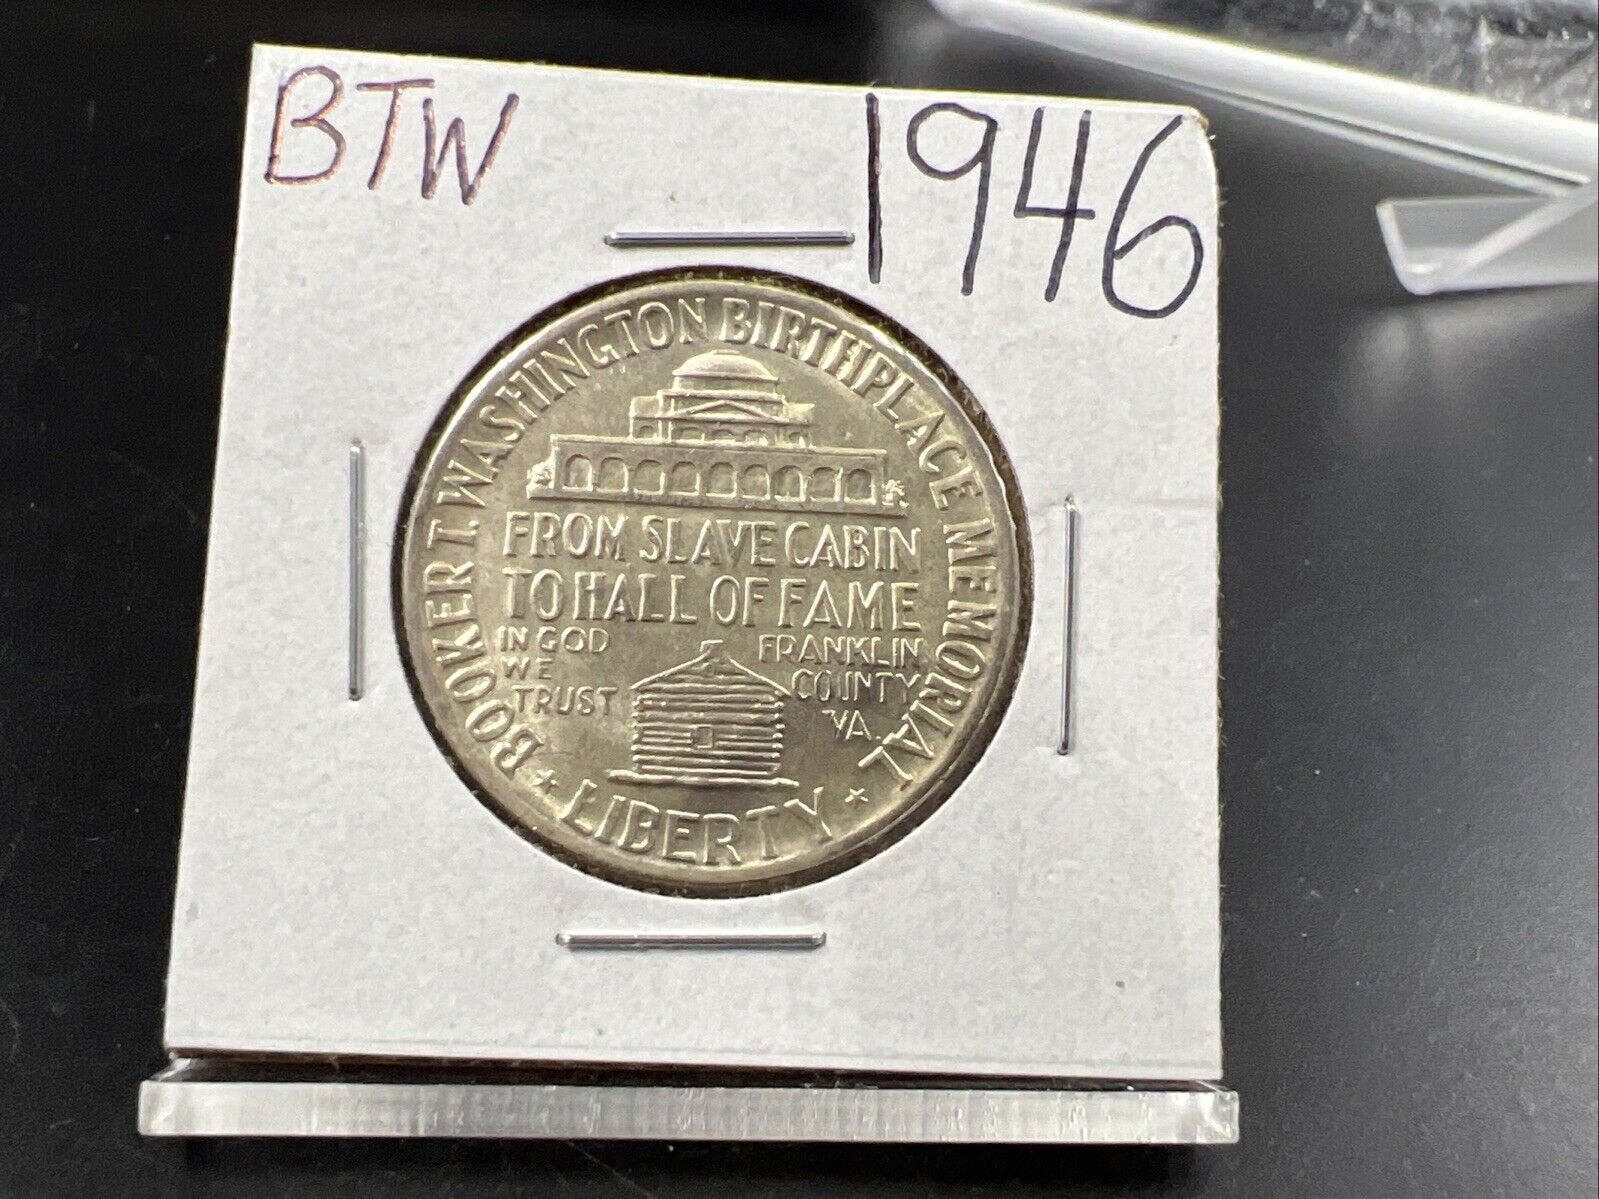 BTW 1946
BOOKER T. WASHINGTON BIRTHPLACE MEMORIAL
FROM SLAVE CABIN
TO HALL OF FAME
IN GOD
WE
TRUST
FRANKLIN
COUNTY
VA.
★ LIBERTY ★